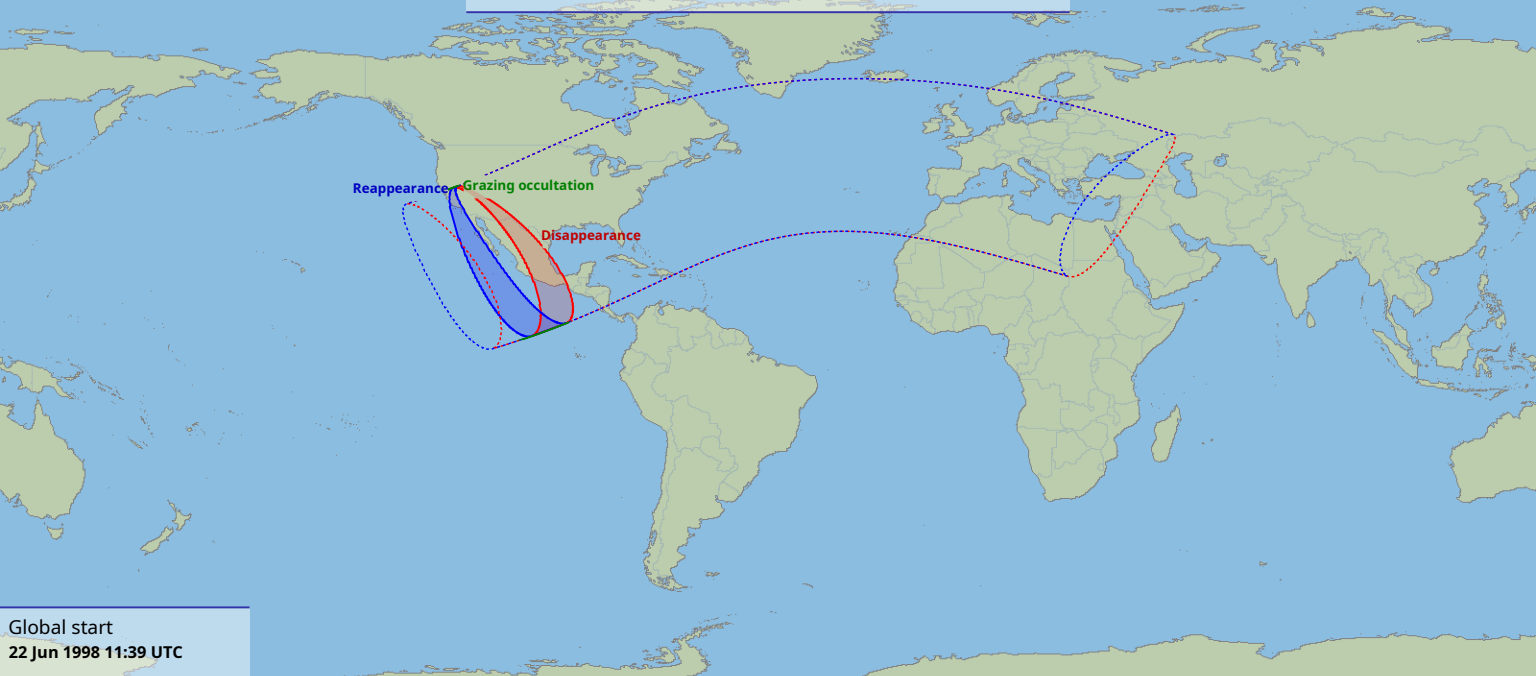 Reappearance
Grazing occultation
Disappearance
Global start
22 Jun 1998 11:39 UTC